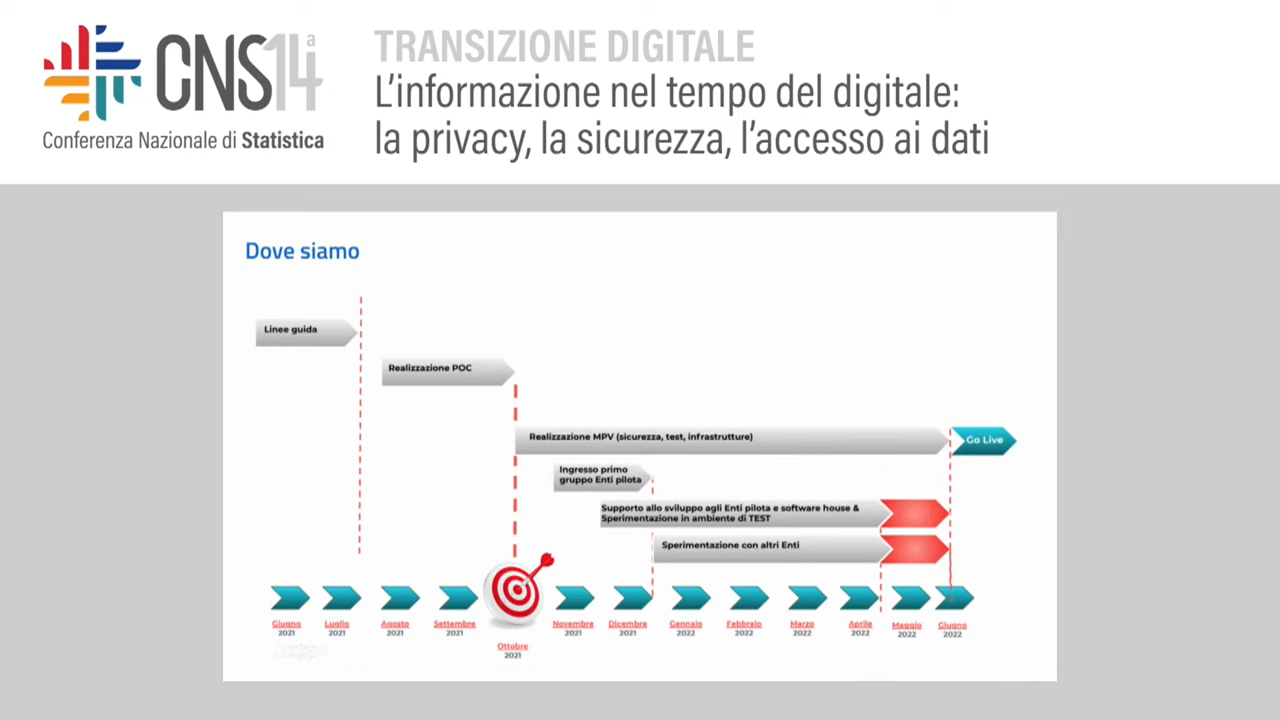 CNS14a
Conferenza Nazionale di Statistica
TRANSIZIONE DIGITALE
L'informazione nel tempo del digitale:
la privacy, la sicurezza, l'accesso ai dati
Dove siamo
Linee guida
Realizzazione POC
Realizzazione MPV (sicurezza, test, infrastrutture)
Go Live
Ingresso primo
gruppo Enti pilota
Supporto allo sviluppo agli Enti pilota e software house &
Sperimentazione in ambiente di TEST
Sperimentazione con altri Enti
Giugno
2021
Luglio
2021
Agosto
2021
Settembre
2021
Ottobre
2021
Novembre
2021
Dicembre
2021
Gennaio
2022
Febbraio
2022
Marzo
2022
Aprile
2022
Maggio
2022
Giugno
2022